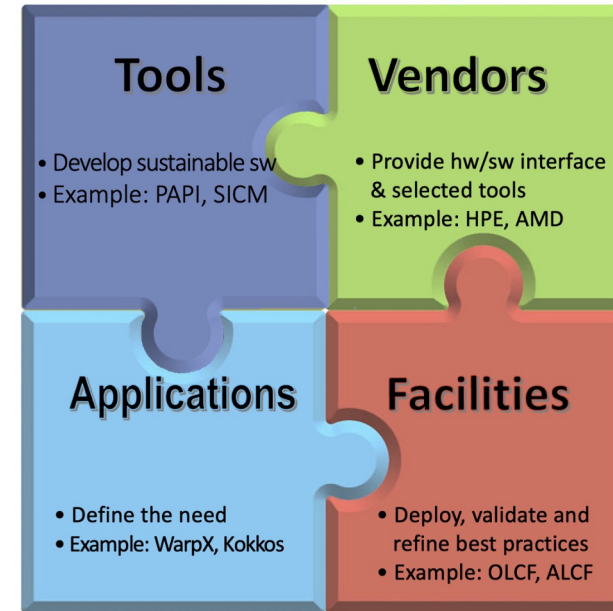 Tools
• Develop sustainable sw
• Example: PAPI, SICM
Vendors
• Provide hw/sw interface
& selected tools
• Example: HPE, AMD
Applications
• Define the need
• Example: WarpX, Kokkos
Facilities
• Deploy, validate and
refine best practices
• Example: OLCF, ALCF